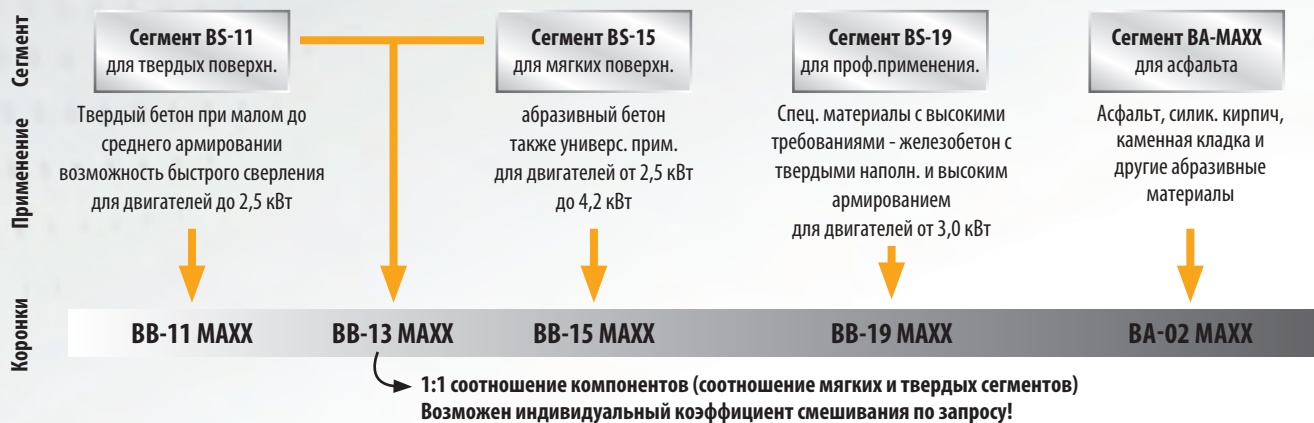 Сегмент
Сегмент BS-11
для твердых поверхн.
Сегмент BS-15
для мягких поверхн.
Сегмент BS-19
для проф.применения.
Сегмент BA-MAXX
для асфальта
Применение
Твердый бетон при малом до
среднего армировании
возможность быстрого сверления
для двигателей до 2,5 кВт
абразивный бетон
также универс. прим.
для двигателей от 2,5 кВт
до 4,2 кВт
Спец. материалы с высокими
требованиями - железобетон с
твердыми наполн. и высоким
армированием
для двигателей от 3,0 кВт
Асфальт, силик. кирпич,
каменная кладка и
другие абразивные
материалы
Коронки
BB-11 MAXX
BB-13 MAXX
BB-15 MAXX
BB-19 MAXX
BA-02 MAXX
1:1 соотношение компонентов (соотношение мягких и твердых сегментов)
Возможен индивидуальный коэффициент смешивания по запросу!